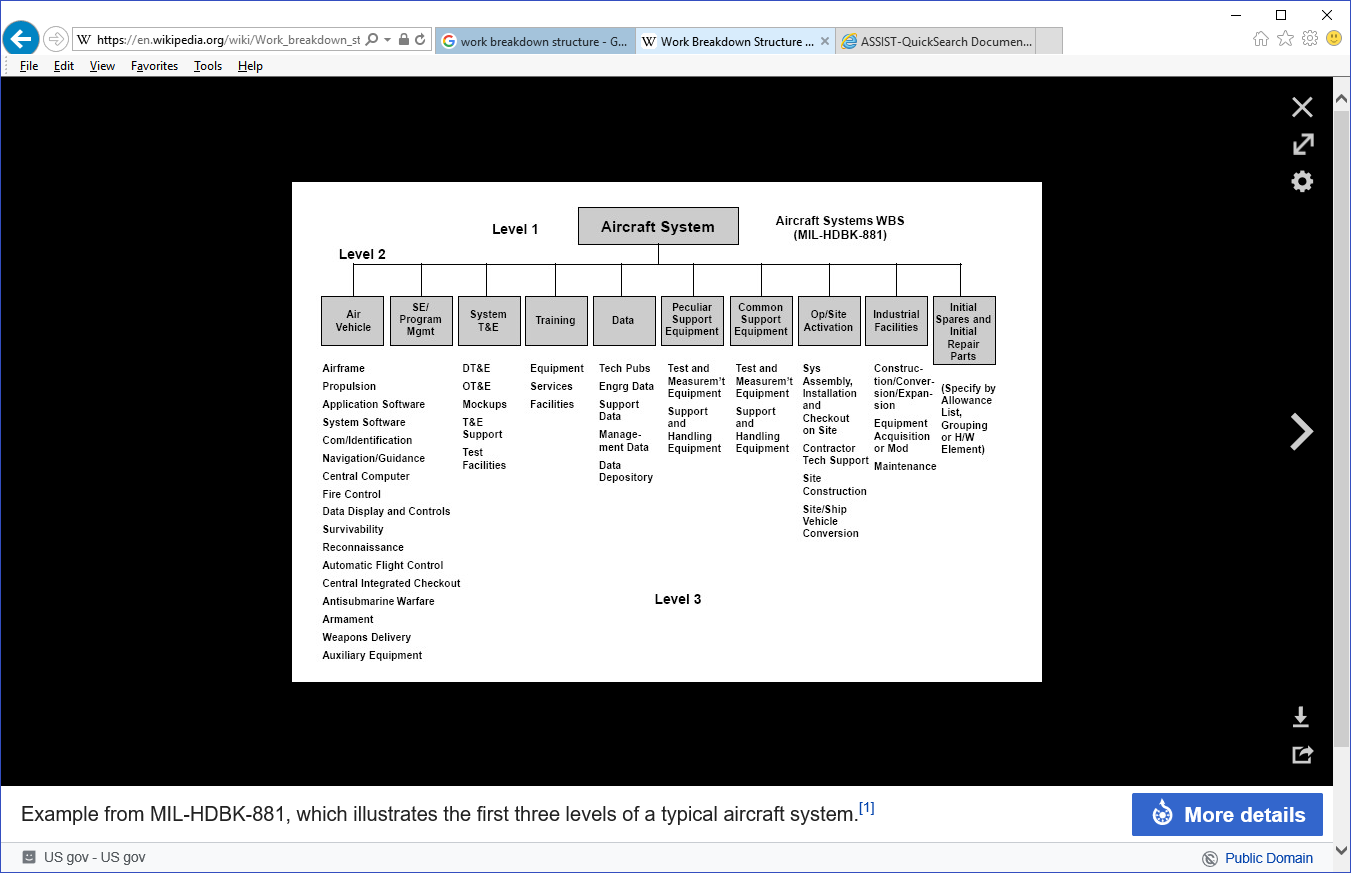 https://en.wikipedia.org/wiki/Work_breakdown_st
work breakdown structure - G...
W Work Breakdown Structure ...
ASSIST-QuickSearch Documen...
File Edit View Favorites Tools Help
Level 1
Aircraft System
Aircraft Systems WBS
(MIL-HDBK-881)
Level 2
Air
Vehicle
SE/
Program
Mgmt
System
T&E
Training
Data
Peculiar
Support
Equipment
Common
Support
Equipment
Op/Site
Activation
Industrial
Facilities
Initial
Spares and
Initial
Repair
Parts
Airframe
Propulsion
Application Software
System Software
Com/Identification
Navigation/Guidance
Central Computer
Fire Control
Data Display and Controls
Survivability
Reconnaissance
Automatic Flight Control
Central Integrated Checkout
Antisubmarine Warfare
Armament
Weapons Delivery
Auxiliary Equipment
DT&E
OT&E
Mockups
T&E
Support
Test
Facilities
Equipment
Services
Facilities
Tech Pubs
Engrg Data
Support
Data
Manage-
ment Data
Data
Depository
Test and
Measurem't
Equipment
Support
and
Handling
Equipment
Test and
Measurem't
Equipment
Support
and
Handling
Equipment
Sys
Assembly,
Installation
and
Checkout
on Site
Contractor
Tech Support
Site
Construction
Site/Ship
Vehicle
Conversion
Construc-
tion/Conver-
sion/Expan-
sion
Equipment
Acquisition
or Mod
Maintenance
(Specify by
Allowance
List,
Grouping
or H/W
Element)
Level 3
Example from MIL-HDBK-881, which illustrates the first three levels of a typical aircraft system.[1]
More details
US gov - US gov
Public Domain